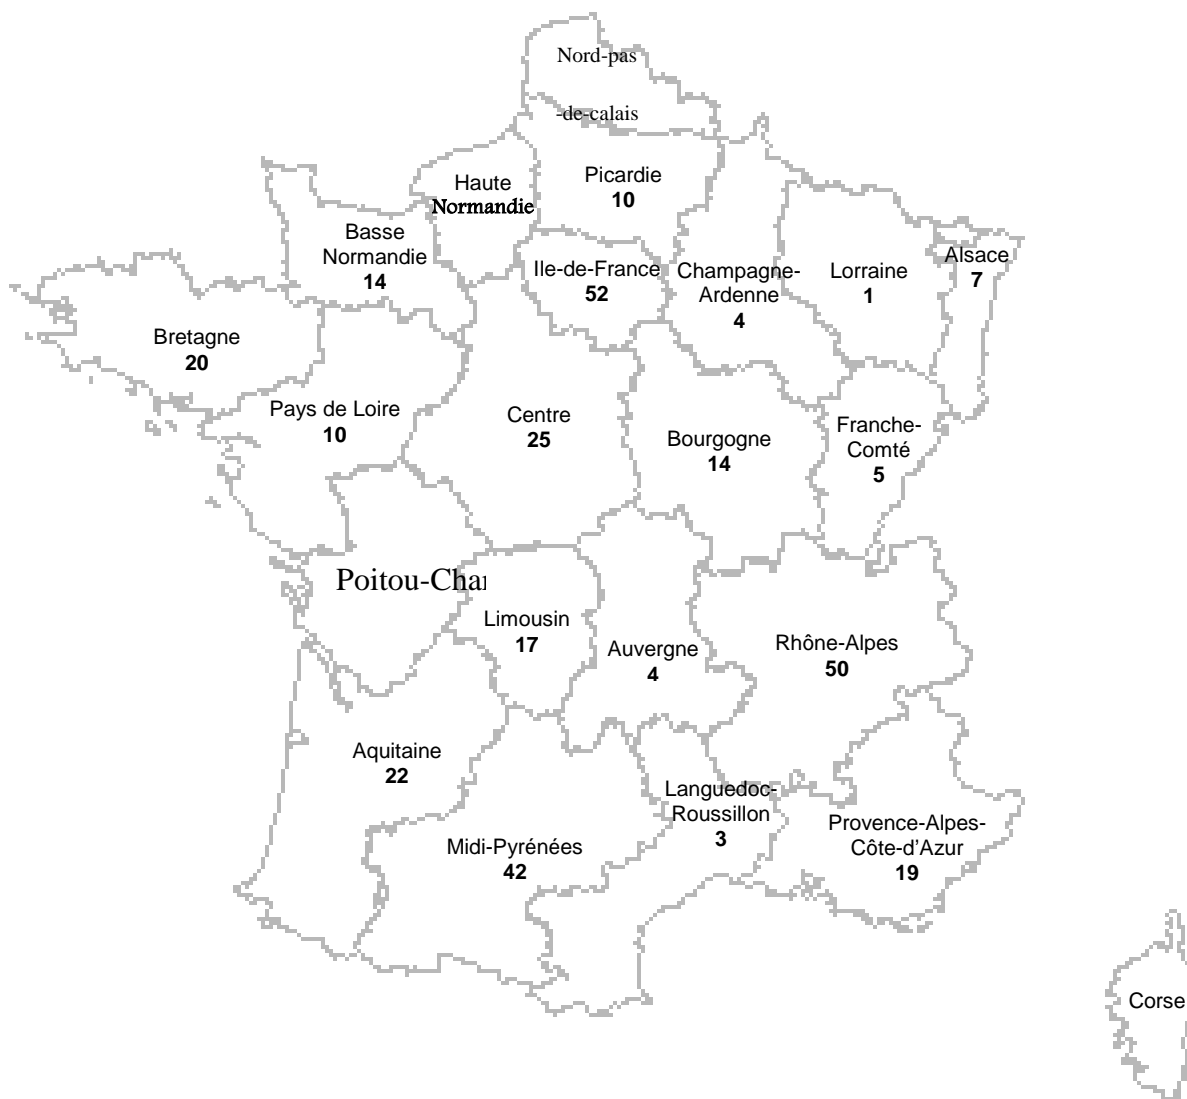 Nord-pas
-de-calais
Picardie
10
Haute
Normandie
Basse
Normandie
14
Ile-de-France
52
Champagne-
Ardenne
4
Lorraine
1
Alsace
7
Bretagne
20
Pays de Loire
10
Centre
25
Bourgogne
14
Franche-
Comté
5
Poitou-Cha
Limousin
17
Auvergne
4
Rhône-Alpes
50
Aquitaine
22
Midi-Pyrénées
42
Languedoc-
Roussillon
3
Provence-Alpes-
Côte-d'Azur
19
Corse